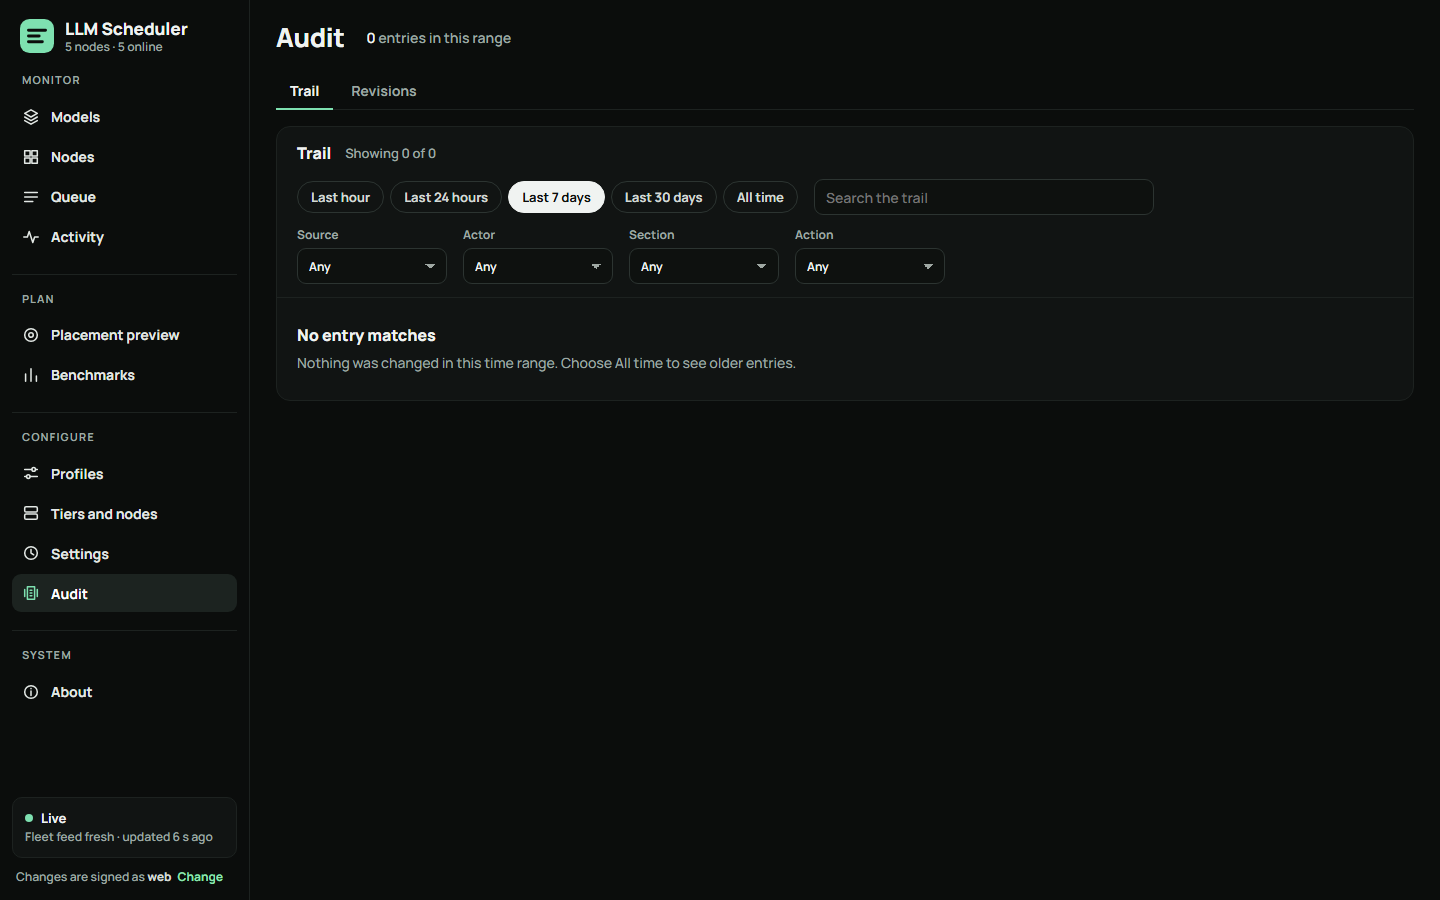 LLM Scheduler
5 nodes · 5 online
MONITOR
Models
Nodes
Queue
Activity
PLAN
Placement preview
Benchmarks
CONFIGURE
Profiles
Tiers and nodes
Settings
Audit
SYSTEM
About
Live
Fleet feed fresh · updated 6 s ago
Changes are signed as web Change
Audit 0 entries in this range
Trail Revisions
Trail Showing 0 of 0
Last hour Last 24 hours Last 7 days Last 30 days All time Search the trail
Source Actor Section Action
Any Any Any Any
No entry matches
Nothing was changed in this time range. Choose All time to see older entries.